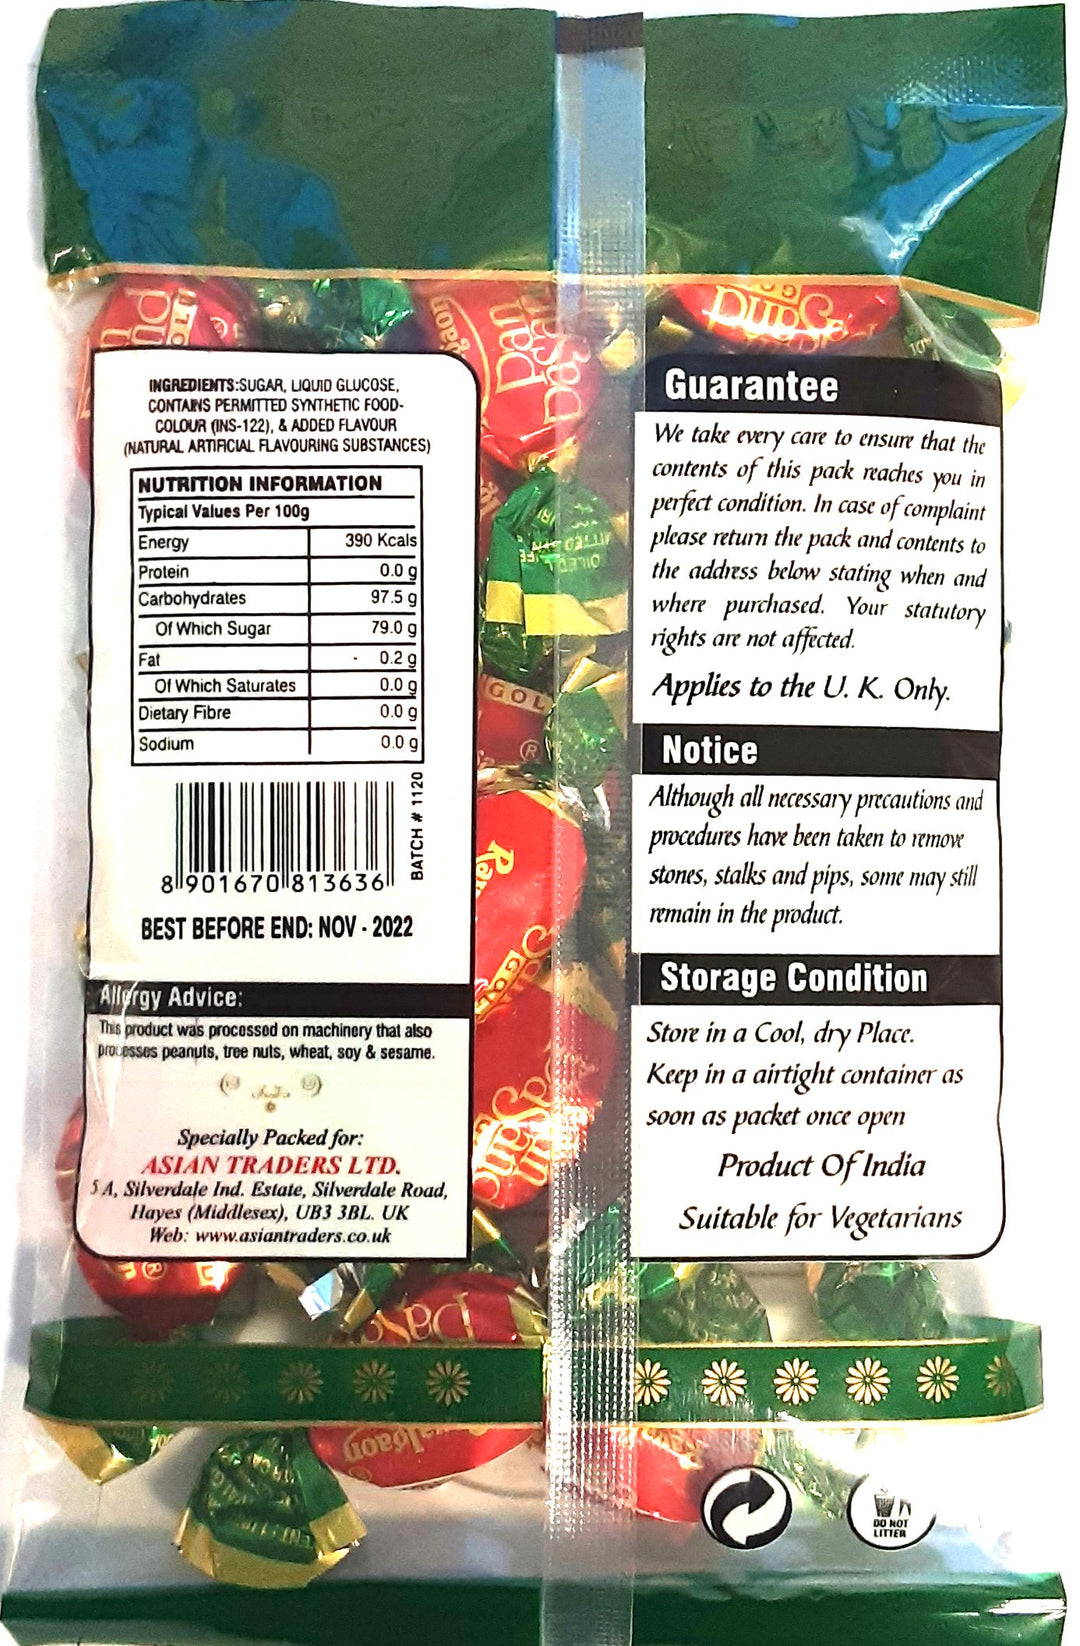 INGREDIENTS:SUGAR, LIQUID GLUCOSE,
CONTAINS PERMITTED SYNTHETIC FOOD-
COLOUR (INS-122), & ADDED FLAVOUR
(NATURAL ARTIFICIAL FLAVOURING SUBSTANCES)
NUTRITION INFORMATION
Typical Values Per 100g
Energy 390 Kcals
Protein 0.0 g
Carbohydrates 97.5 g
Of Which Sugar 79.0 g
Fat 0.2 g
Of Which Saturates 0.0 g
Dietary Fibre 0.0 g
Sodium 0.0 g
BATCH # 1120
8 901670 813636
BEST BEFORE END: NOV - 2022
Allergy Advice:
This product was processed on machinery that also
processes peanuts, tree nuts, wheat, soy & sesame.
Specially Packed for:
ASIAN TRADERS LTD.
5 A, Silverdale Ind. Estate, Silverdale Road,
Hayes (Middlesex), UB3 3BL. UK
Web: www.asiantraders.co.uk
Guarantee
We take every care to ensure that the
contents of this pack reaches you in
perfect condition. In case of complaint
please return the pack and contents to
the address below stating when and
where purchased. Your statutory
rights are not affected.
Applies to the U. K. Only.
Notice
Although all necessary precautions and
procedures have been taken to remove
stones, stalks and pips, some may still
remain in the product.
Storage Condition
Store in a Cool, dry Place.
Keep in a airtight container as
soon as packet once open
Product Of India
Suitable for Vegetarians
DO NOT
LITTER